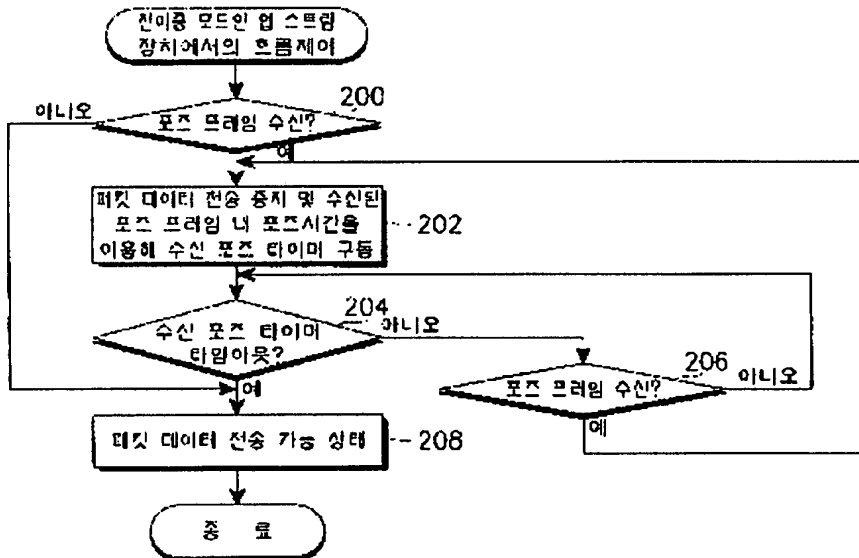 전이중 모드인 업 스트림
장치에서의 흐름제어
200
아니오
포즈 프레임 수신?
예
패킷 데이터 전송 중지 및 수신된
포즈 프레임 내 포즈시간을
이용해 수신 포즈 타이머 구동
202
204
수신 포즈 타이머
타임아웃?
아니오
예
206
포즈 프레임 수신?
아니오
예
패킷 데이터 전송 가능 상태
208
종 료